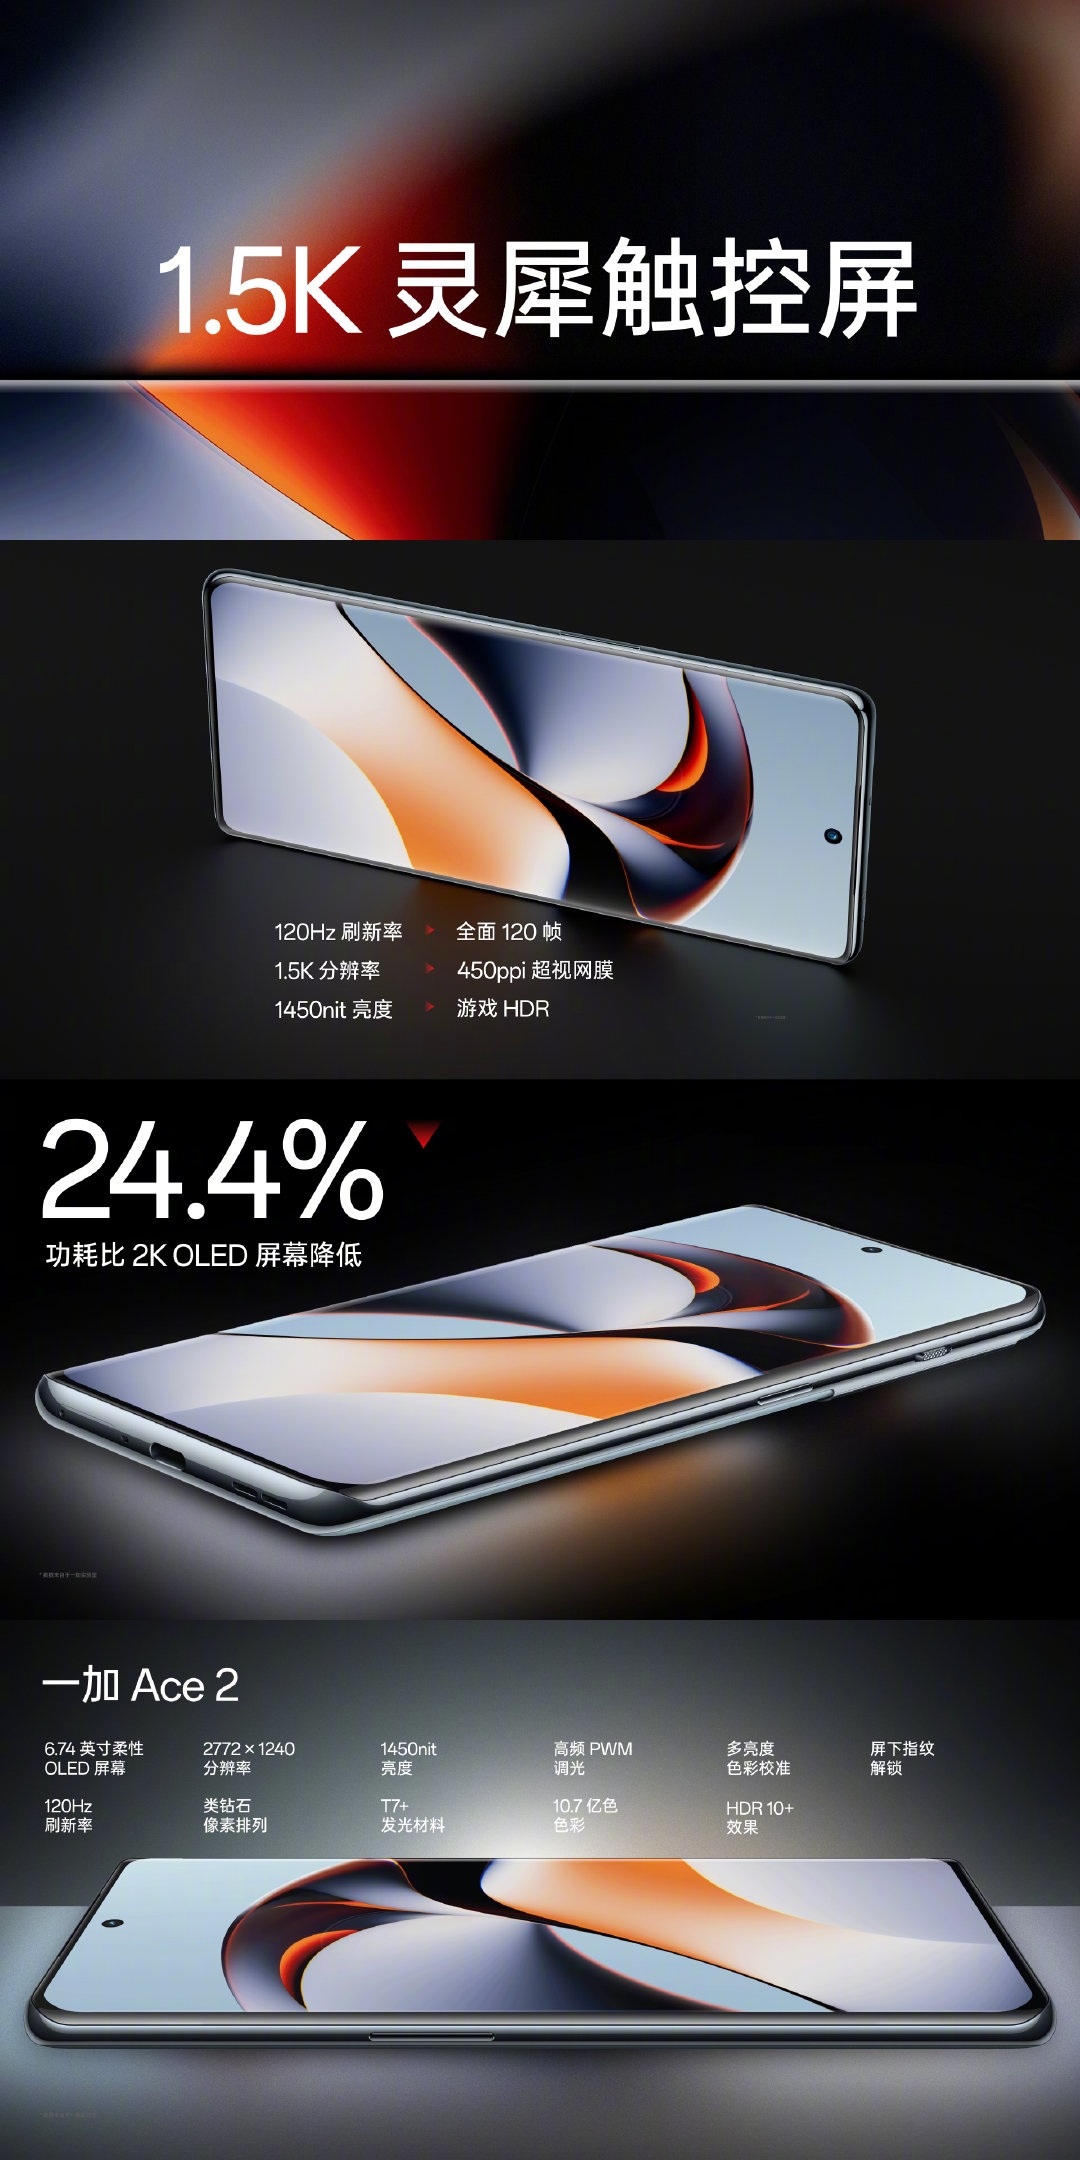 1.5K 灵犀触控屏
120Hz 刷新率 全面 120 帧
1.5K 分辨率 450ppi 超视网膜
1450nit 亮度 游戏 HDR
24.4%
功耗比 2K OLED 屏幕降低
一加 Ace 2
6.74 英寸柔性
OLED 屏幕
2772 × 1240
分辨率
1450nit
亮度
高频 PWM
调光
多亮度
色彩校准
屏下指纹
解锁
120Hz
刷新率
类钻石
像素排列
T7+
发光材料
10.7 亿色
色彩
HDR 10+
效果